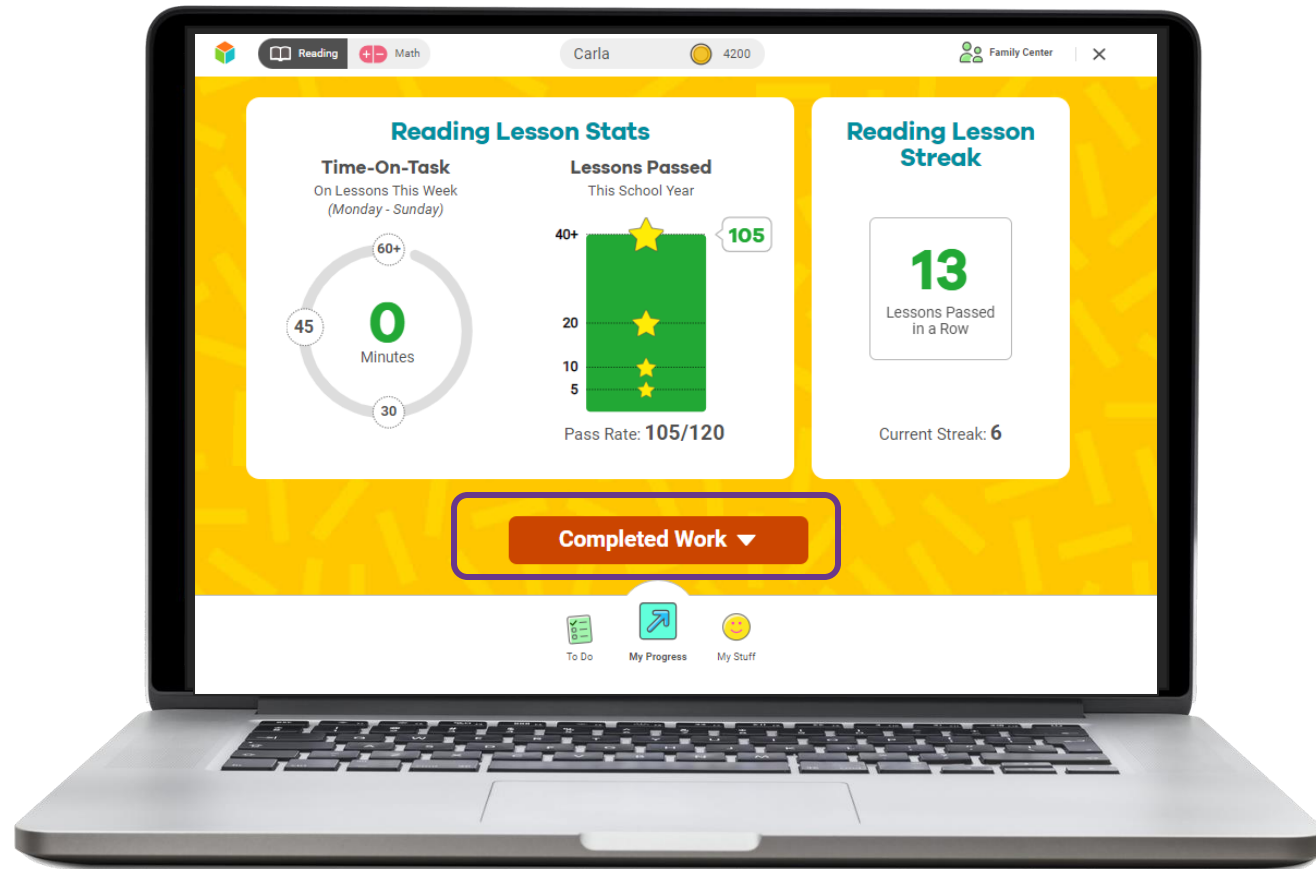 Reading
Math
Carla
4200
Family Center
Reading Lesson Stats
Time-On-Task
On Lessons This Week
(Monday - Sunday)
60+
45
0
Minutes
30
Lessons Passed
This School Year
40+
105
20
10
5
Pass Rate: 105/120
Reading Lesson
Streak
13
Lessons Passed
in a Row
Current Streak: 6
Completed Work
To Do
My Progress
My Stuff